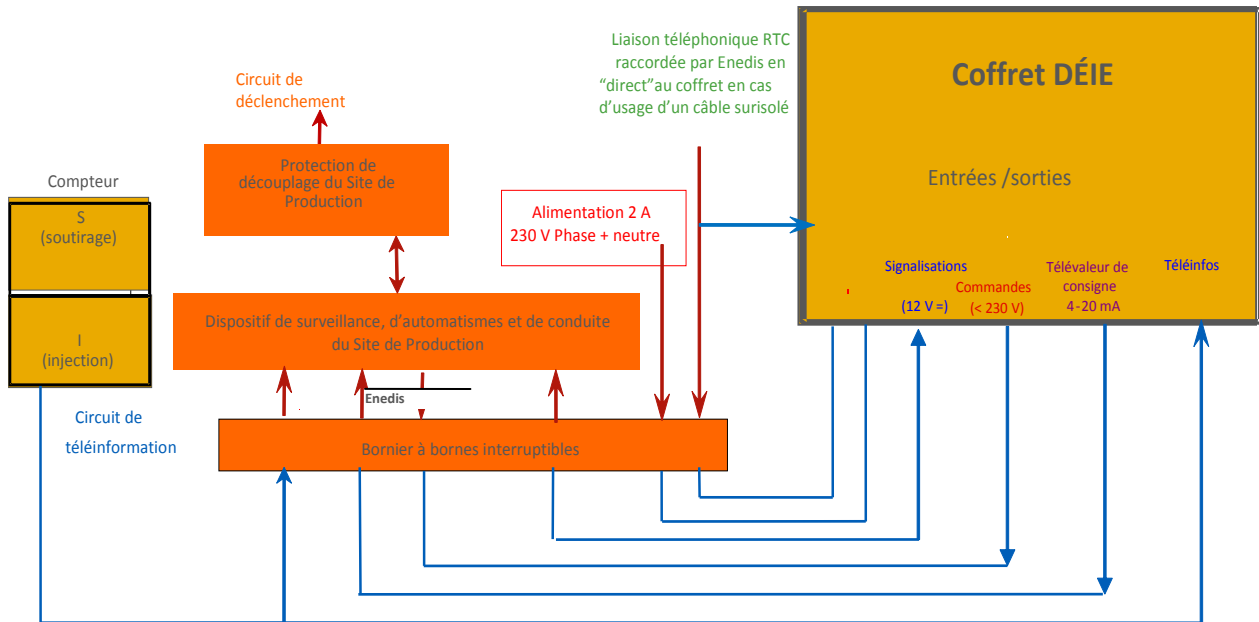 Liaison téléphonique RTC
raccordée par Enedis en
“direct”au coffret en cas
d’usage d’un câble surisolé
Coffret DÉIE
Circuit de
déclenchement
Protection de
découplage du Site de
Production
Compteur
S
(soutirage)
I
(injection)
Entrées /sorties
Alimentation 2 A
230 V Phase + neutre
Signalisations
(12 V =)
Commandes
(< 230 V)
Télévaleur de
consigne
4-20 mA
Téléinfos
Dispositif de surveillance, d’automatismes et de conduite
du Site de Production
Enedis
Circuit de
téléinformation
Bornier à bornes interruptibles